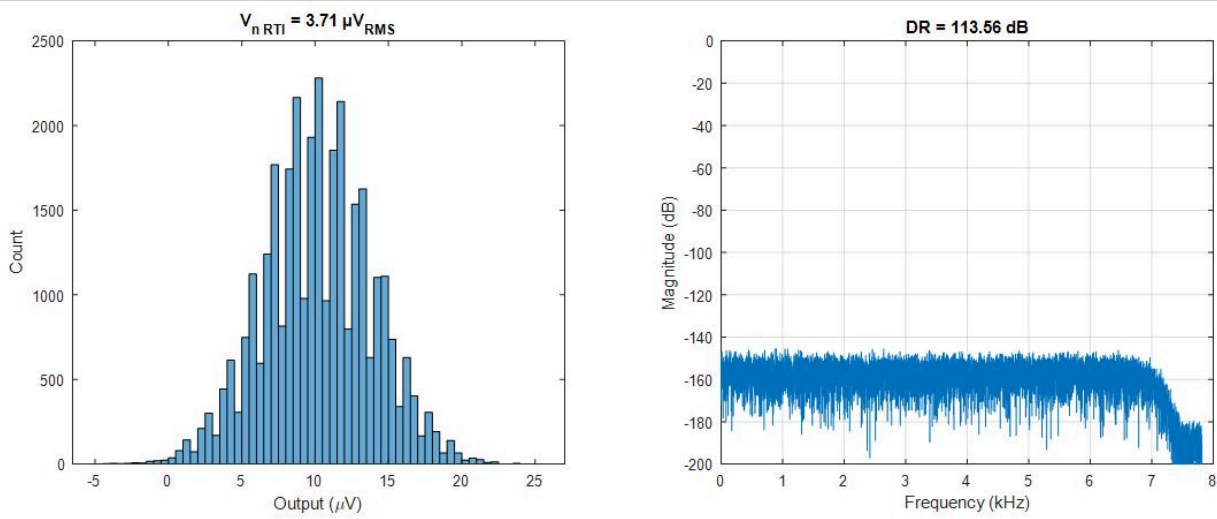 V_n RTI = 3.71 µV_RMS
2500
2000
1500
1000
500
0
Count
-5 0 5 10 15 20 25
Output (µV)
DR = 113.56 dB
0
-20
-40
-60
-80
-100
-120
-140
-160
-180
-200
Magnitude (dB)
0 1 2 3 4 5 6 7 8
Frequency (kHz)